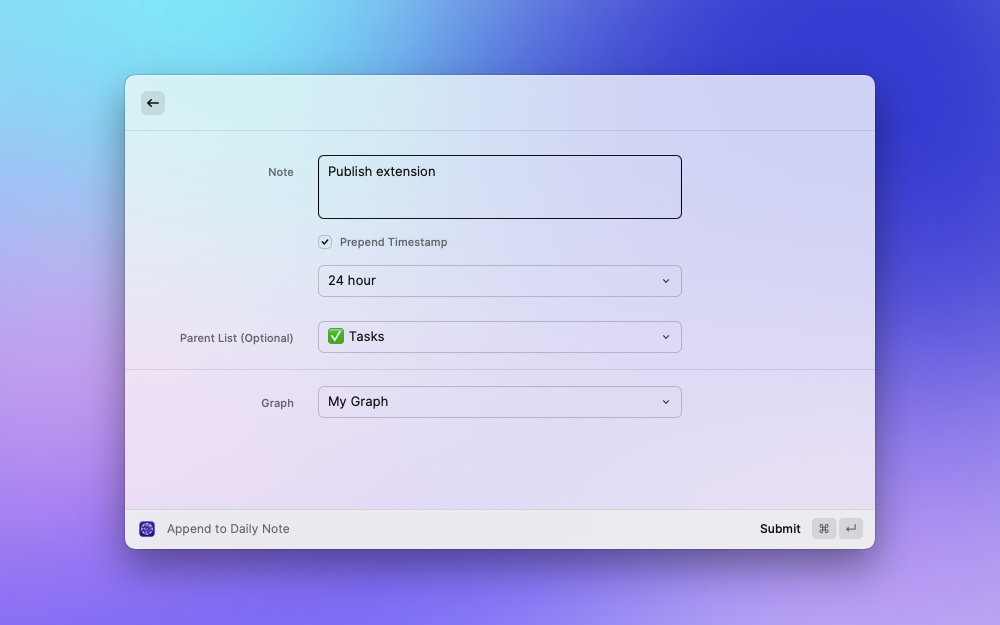 Note
Publish extension
Prepend Timestamp
24 hour
Parent List (Optional)
✅ Tasks
Graph
My Graph
Append to Daily Note
Submit ⌘ ↵